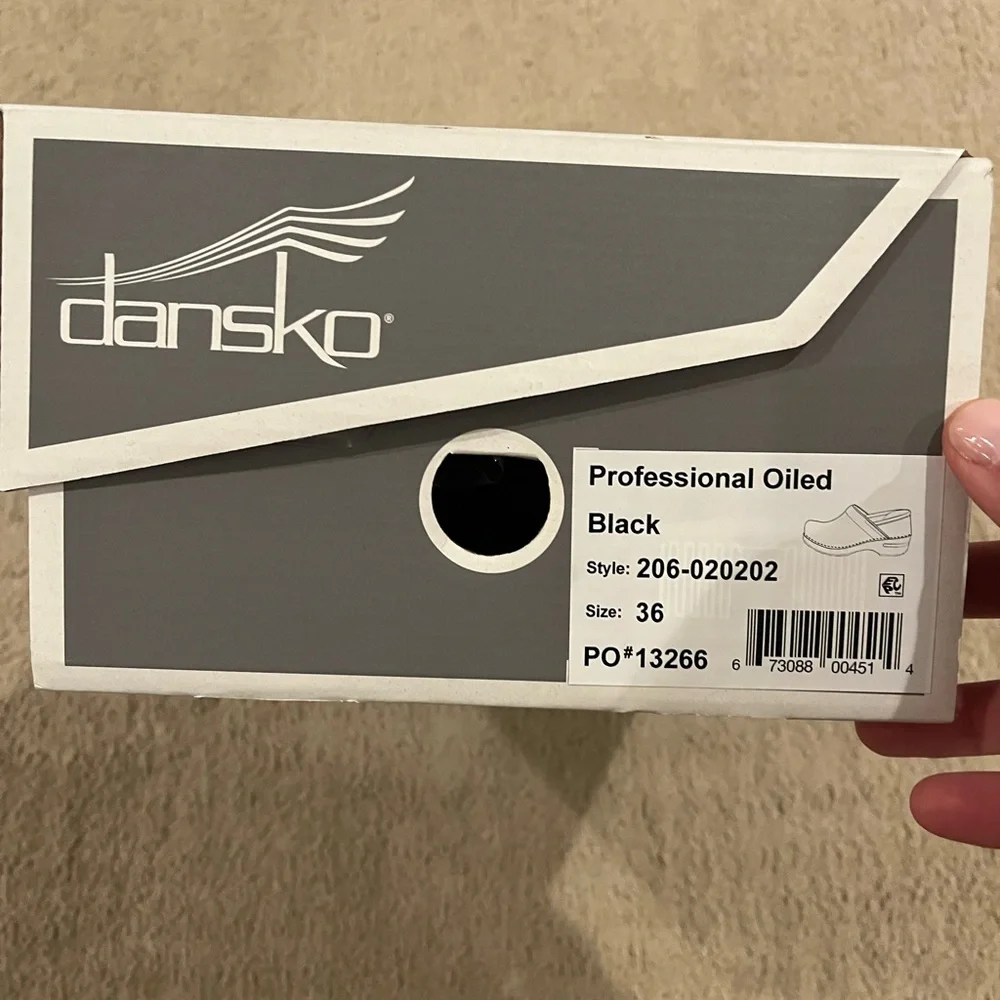 dansko®
Professional Oiled
Black
Style: 206-020202
Size: 36
PO#13266
6 73088 00451 4